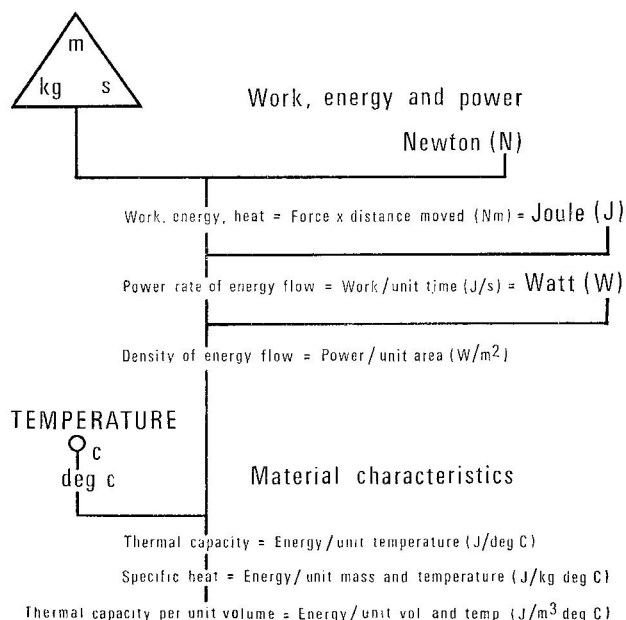 m
kg s
Work, energy and power
Newton (N)
Work, energy, heat = Force x distance moved (Nm) = Joule (J)
Power rate of energy flow = Work/unit time (J/s) = Watt (W)
Density of energy flow = Power/unit area (W/m²)
TEMPERATURE
c
deg c
Material characteristics
Thermal capacity = Energy/unit temperature (J/deg C)
Specific heat = Energy/unit mass and temperature (J/kg deg C)
Thermal capacity per unit volume = Energy/unit vol and temp (J/m³ deg C)